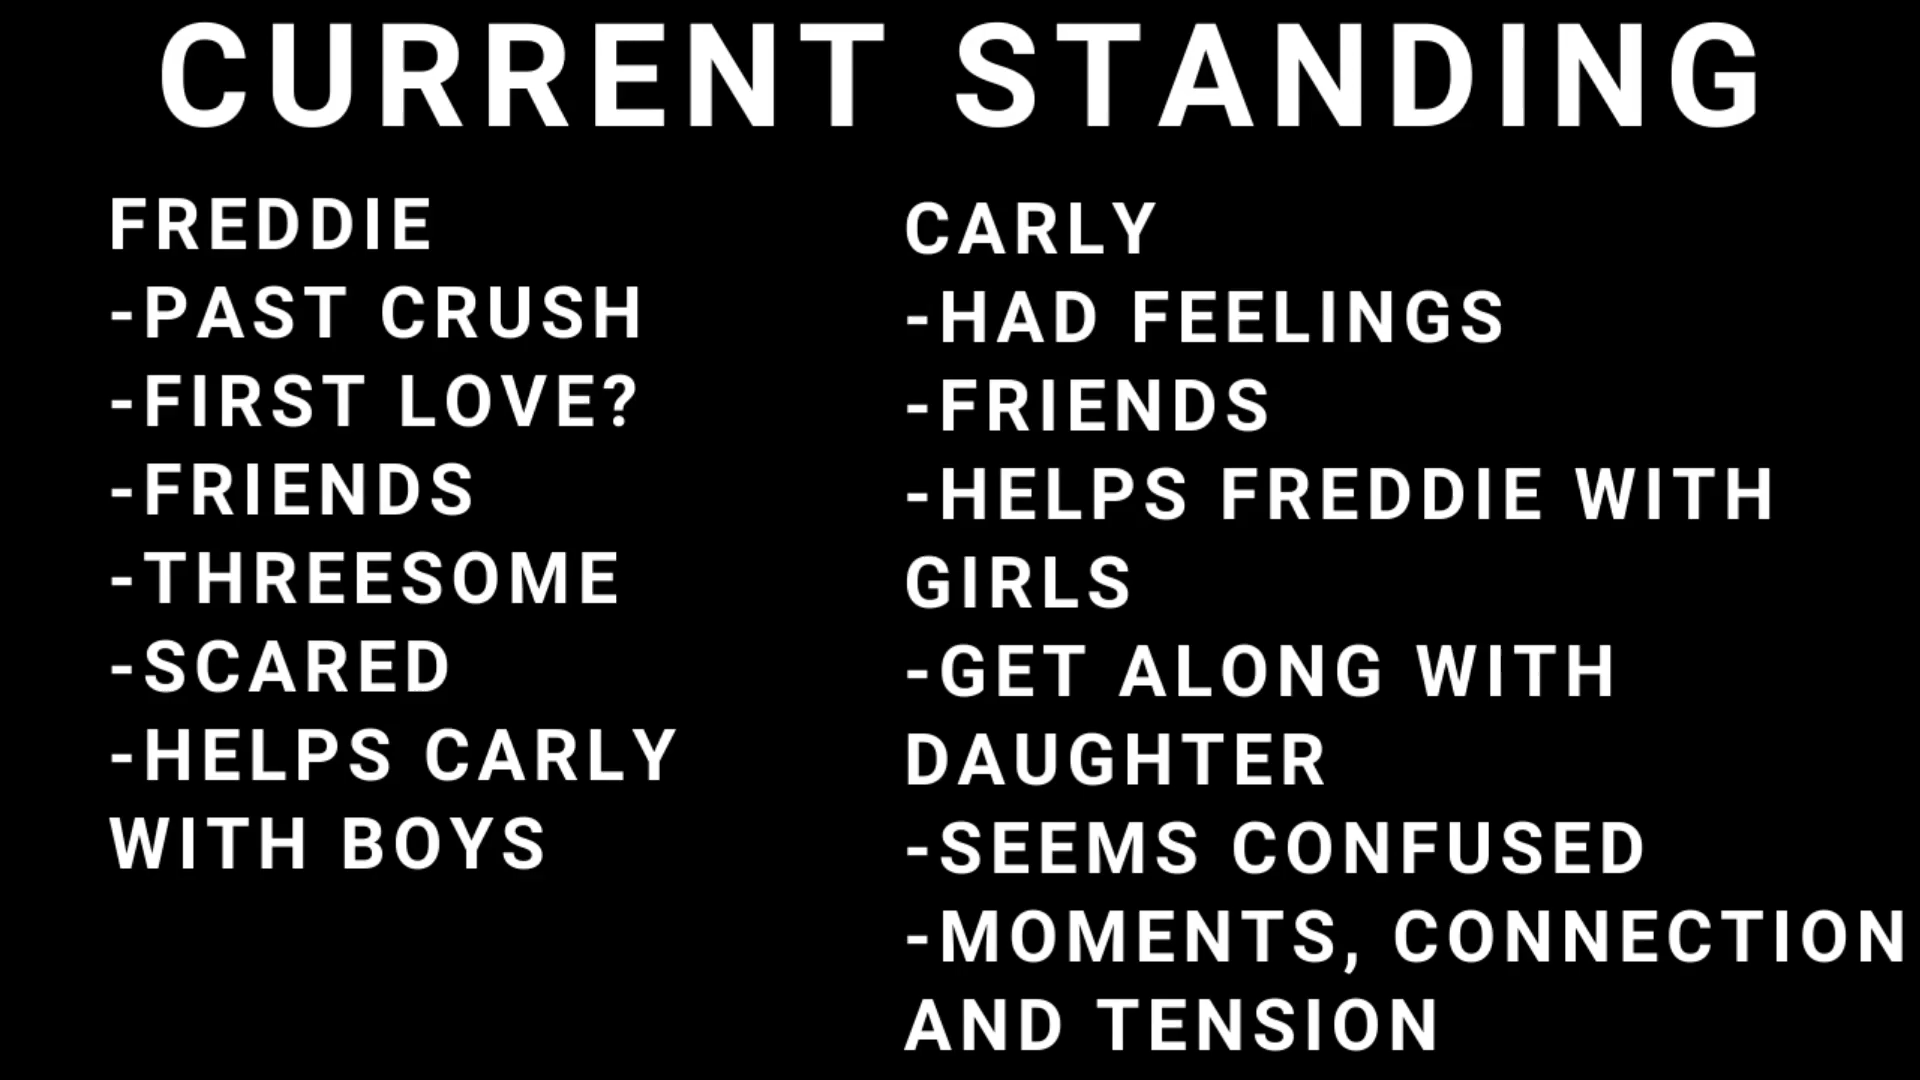 CURRENT STANDING
FREDDIE
-PAST CRUSH
-FIRST LOVE?
-FRIENDS
-THREESOME
-SCARED
-HELPS CARLY
WITH BOYS
CARLY
-HAD FEELINGS
-FRIENDS
-HELPS FREDDIE WITH
GIRLS
-GET ALONG WITH
DAUGHTER
-SEEMS CONFUSED
-MOMENTS, CONNECTION
AND TENSION